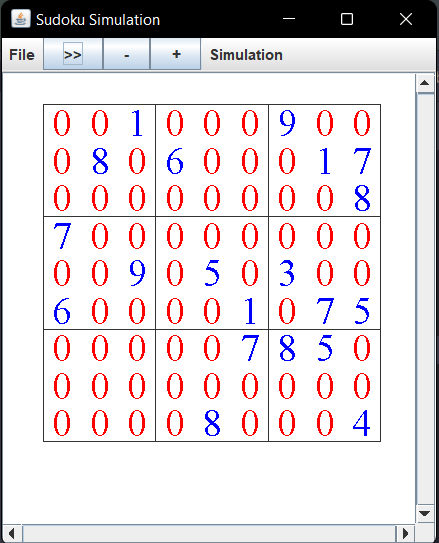 Sudoku Simulation
File >> - + Simulation
0 0 1 0 0 0 9 0 0
0 8 0 6 0 0 0 1 7
0 0 0 0 0 0 0 0 8
7 0 0 0 0 0 0 0 0
0 0 9 0 5 0 3 0 0
6 0 0 0 0 1 0 7 5
0 0 0 0 0 7 8 5 0
0 0 0 0 0 0 0 0 0
0 0 0 0 8 0 0 0 4